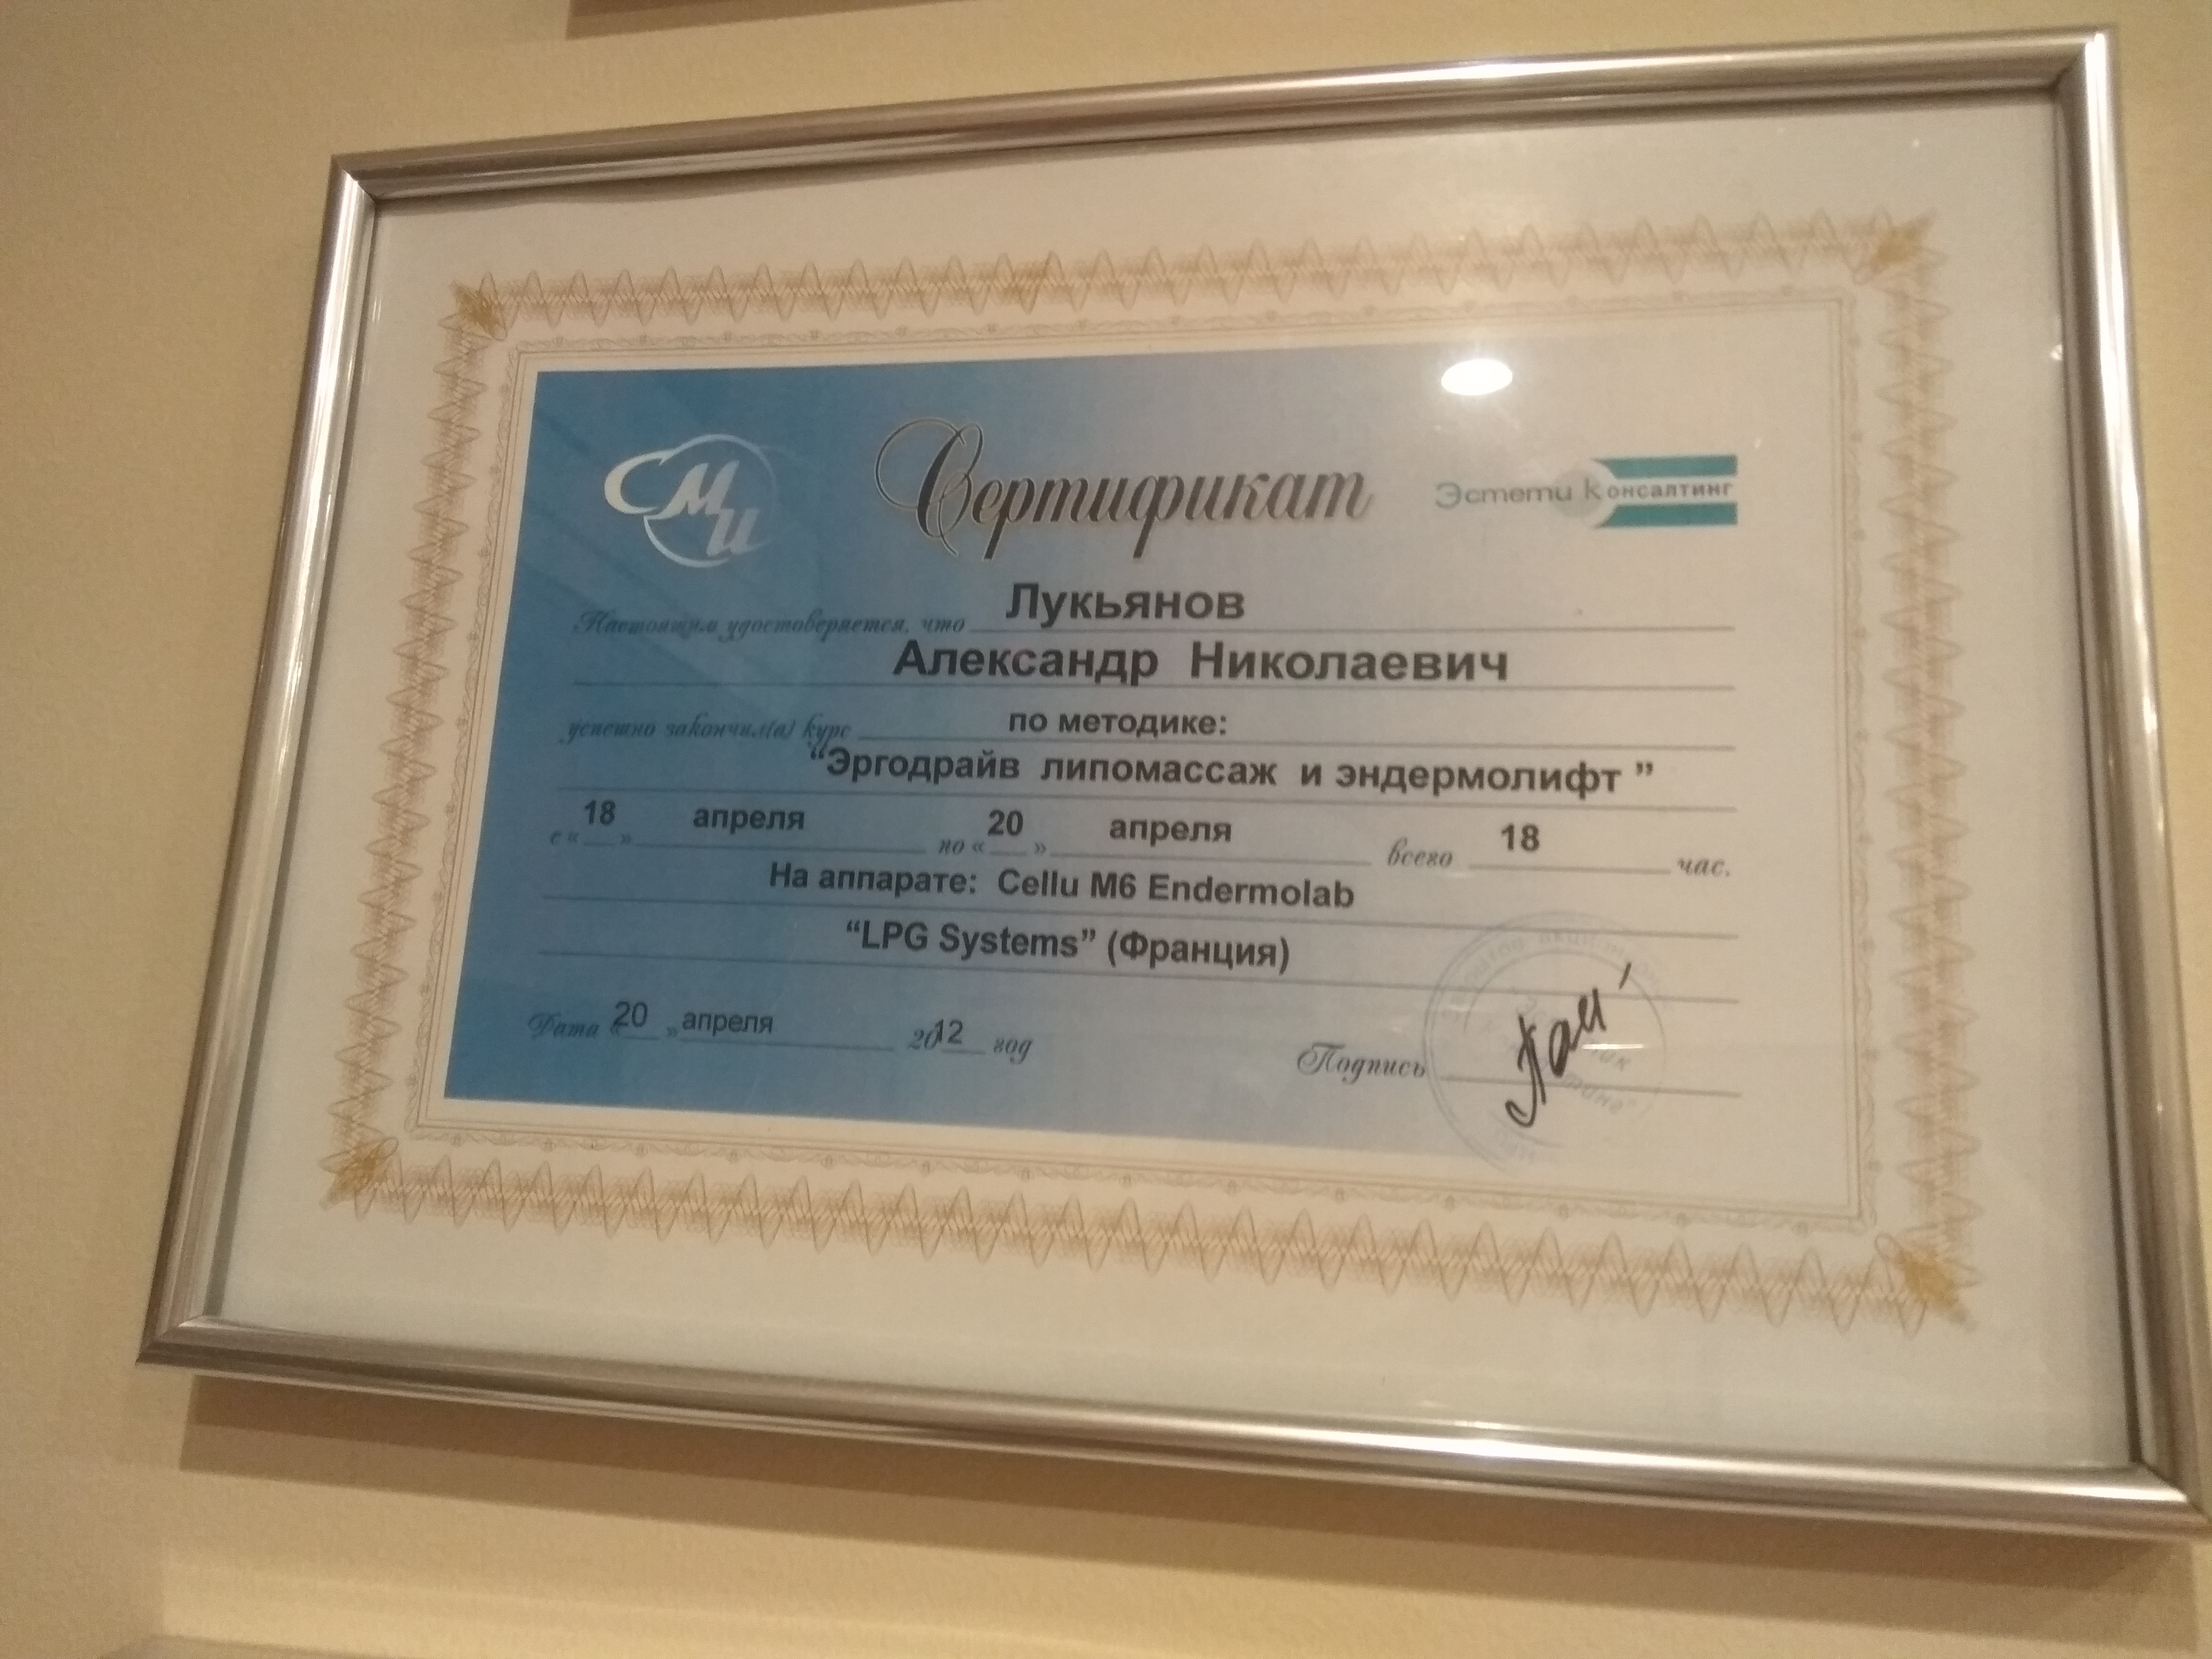 СМИ
Сертификат
Эстети Консалтинг
Настоящим удостоверяется, что Лукьянов
Александр Николаевич
успешно закончил(а) курс по методике:
“Эргодрайв липомассаж и эндермолифт ”
с « 18 » апреля по « 20 » апреля всего 18 час.
На аппарате: Cellu M6 Endermolab
“LPG Systems” (Франция)
Дата « 20 » апреля 2012 год
Подпись